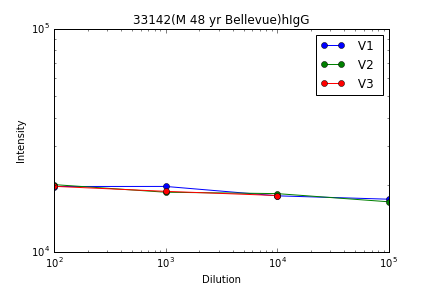 33142(M 48 yr Bellevue)hIgG
10^5
V1
V2
V3
Intensity
10^4
10^2 10^3 10^4 10^5
Dilution